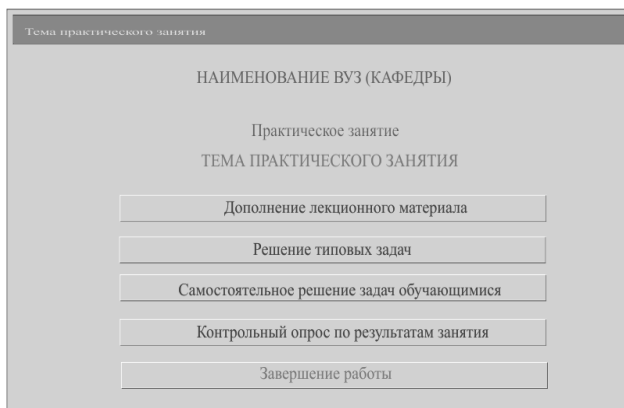 Тема практического занятия
НАИМЕНОВАНИЕ ВУЗ (КАФЕДРЫ)
Практическое занятие
ТЕМА ПРАКТИЧЕСКОГО ЗАНЯТИЯ
Дополнение лекционного материала
Решение типовых задач
Самостоятельное решение задач обучающимися
Контрольный опрос по результатам занятия
Завершение работы